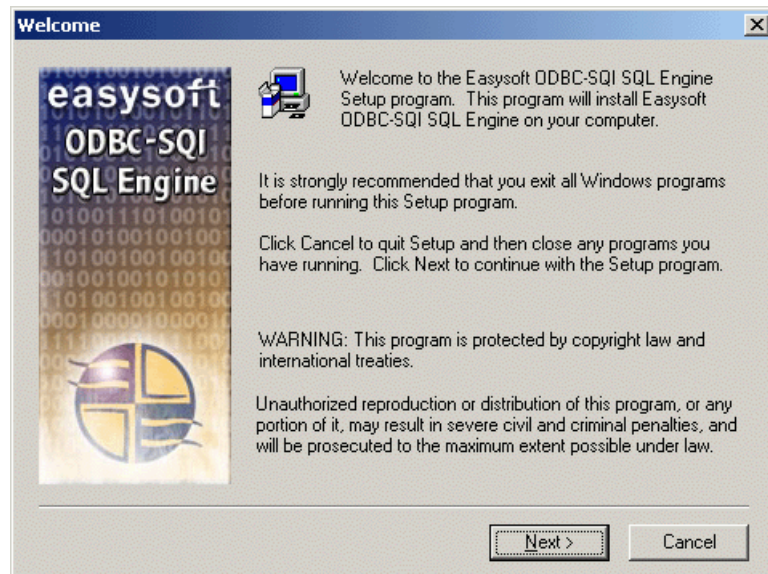 Welcome
easysoft
ODBC-SQI
SQL Engine
Welcome to the Easysoft ODBC-SQI SQL Engine
Setup program. This program will install Easysoft
ODBC-SQI SQL Engine on your computer.
It is strongly recommended that you exit all Windows programs
before running this Setup program.
Click Cancel to quit Setup and then close any programs you
have running. Click Next to continue with the Setup program.
WARNING: This program is protected by copyright law and
international treaties.
Unauthorized reproduction or distribution of this program, or any
portion of it, may result in severe civil and criminal penalties, and
will be prosecuted to the maximum extent possible under law.
Next >
Cancel